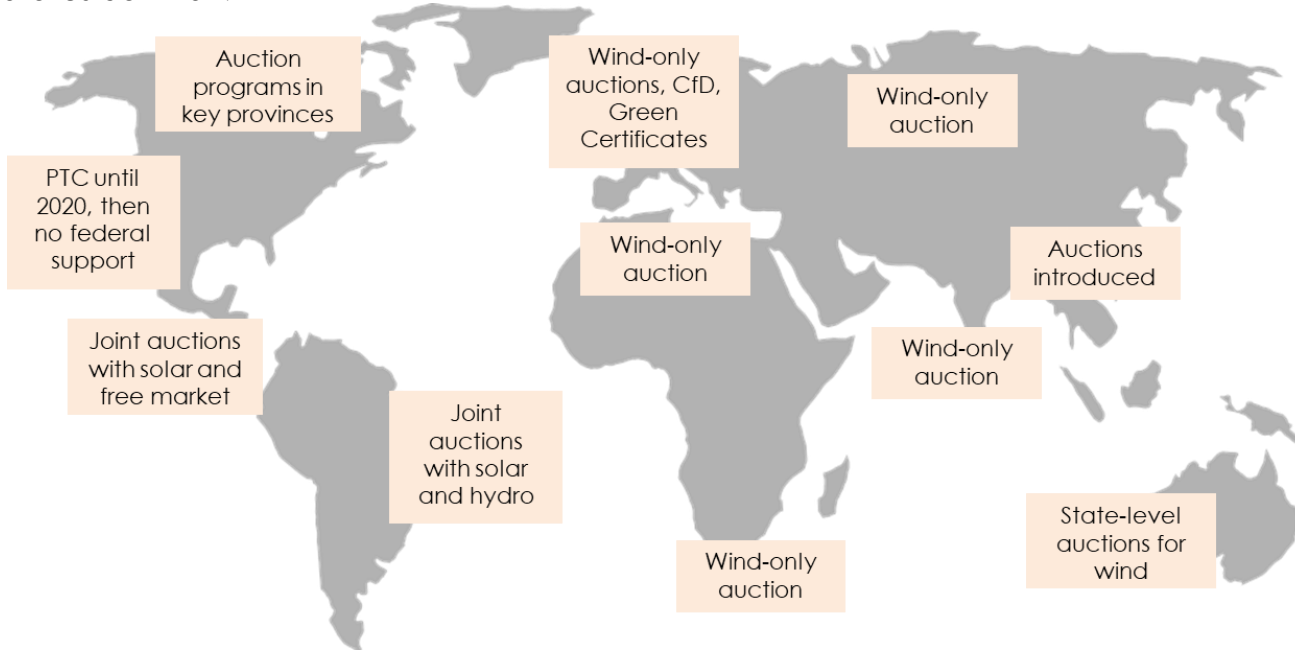 Auction
programs in
key provinces
Wind-only
auctions, CfD,
Green
Certificates
Wind-only
auction
PTC until
2020, then
no federal
support
Wind-only
auction
Auctions
introduced
Joint auctions
with solar and
free market
Wind-only
auction
Joint
auctions
with solar
and hydro
State-level
auctions for
wind
Wind-only
auction